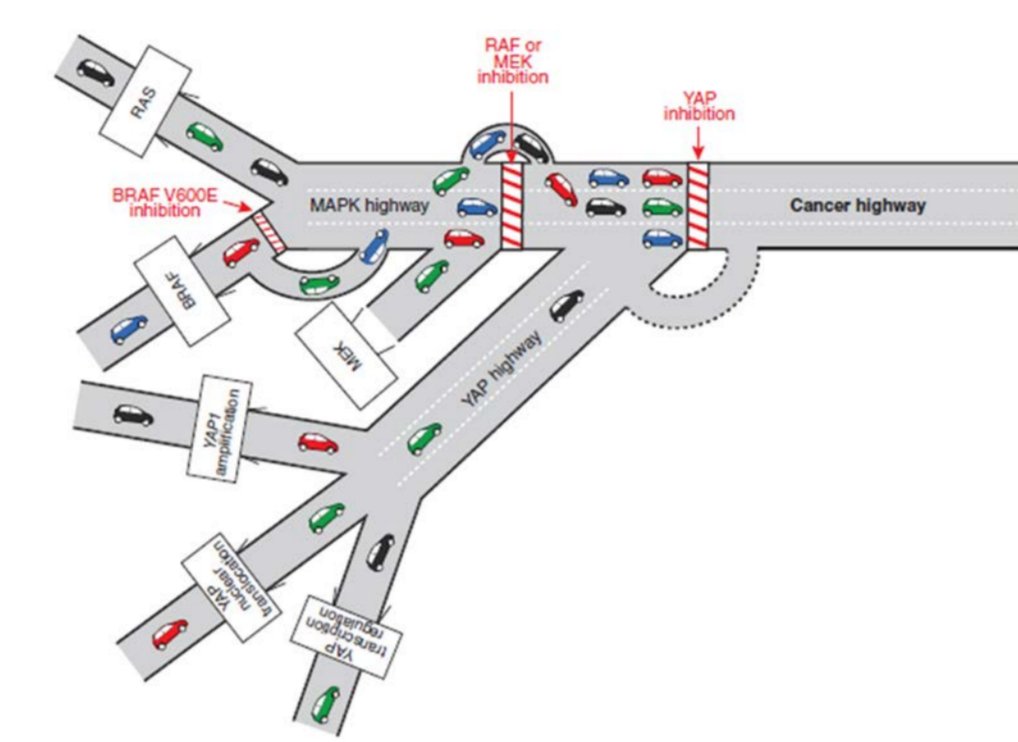 RAF or
MEK
inhibition
YAP
inhibition
RAS
BRAF V600E
inhibition
MAPK highway
Cancer highway
BRAF
MEK
YAP highway
YAP1
amplification
YAP
nuclear
translocation
YAP
transcription
regulation